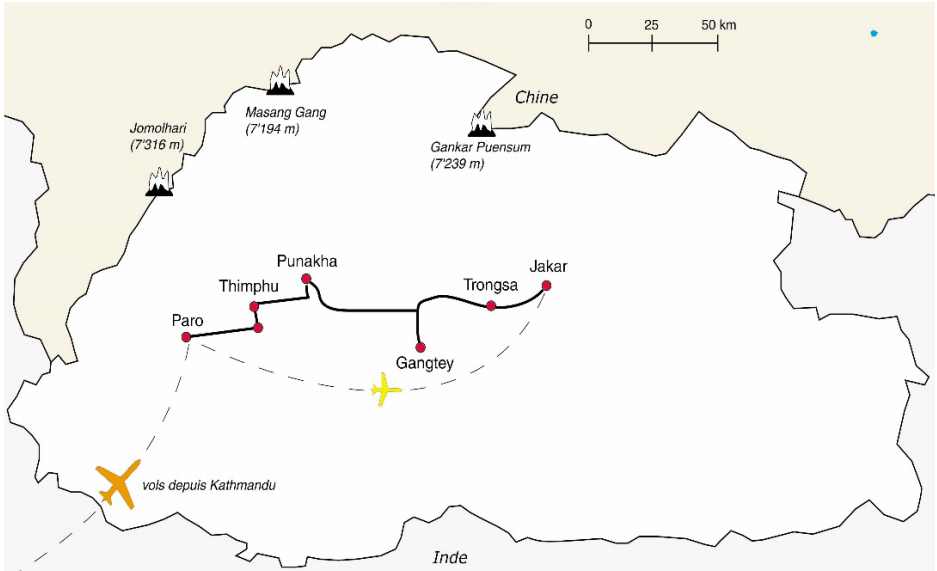 0 25 50 km
Chine
Masang Gang
(7'194 m)
Jomolhari
(7'316 m)
Gankar Puensum
(7'239 m)
Punakha
Jakar
Thimphu
Trongsa
Paro
Gangtey
vols depuis Kathmandu
Inde